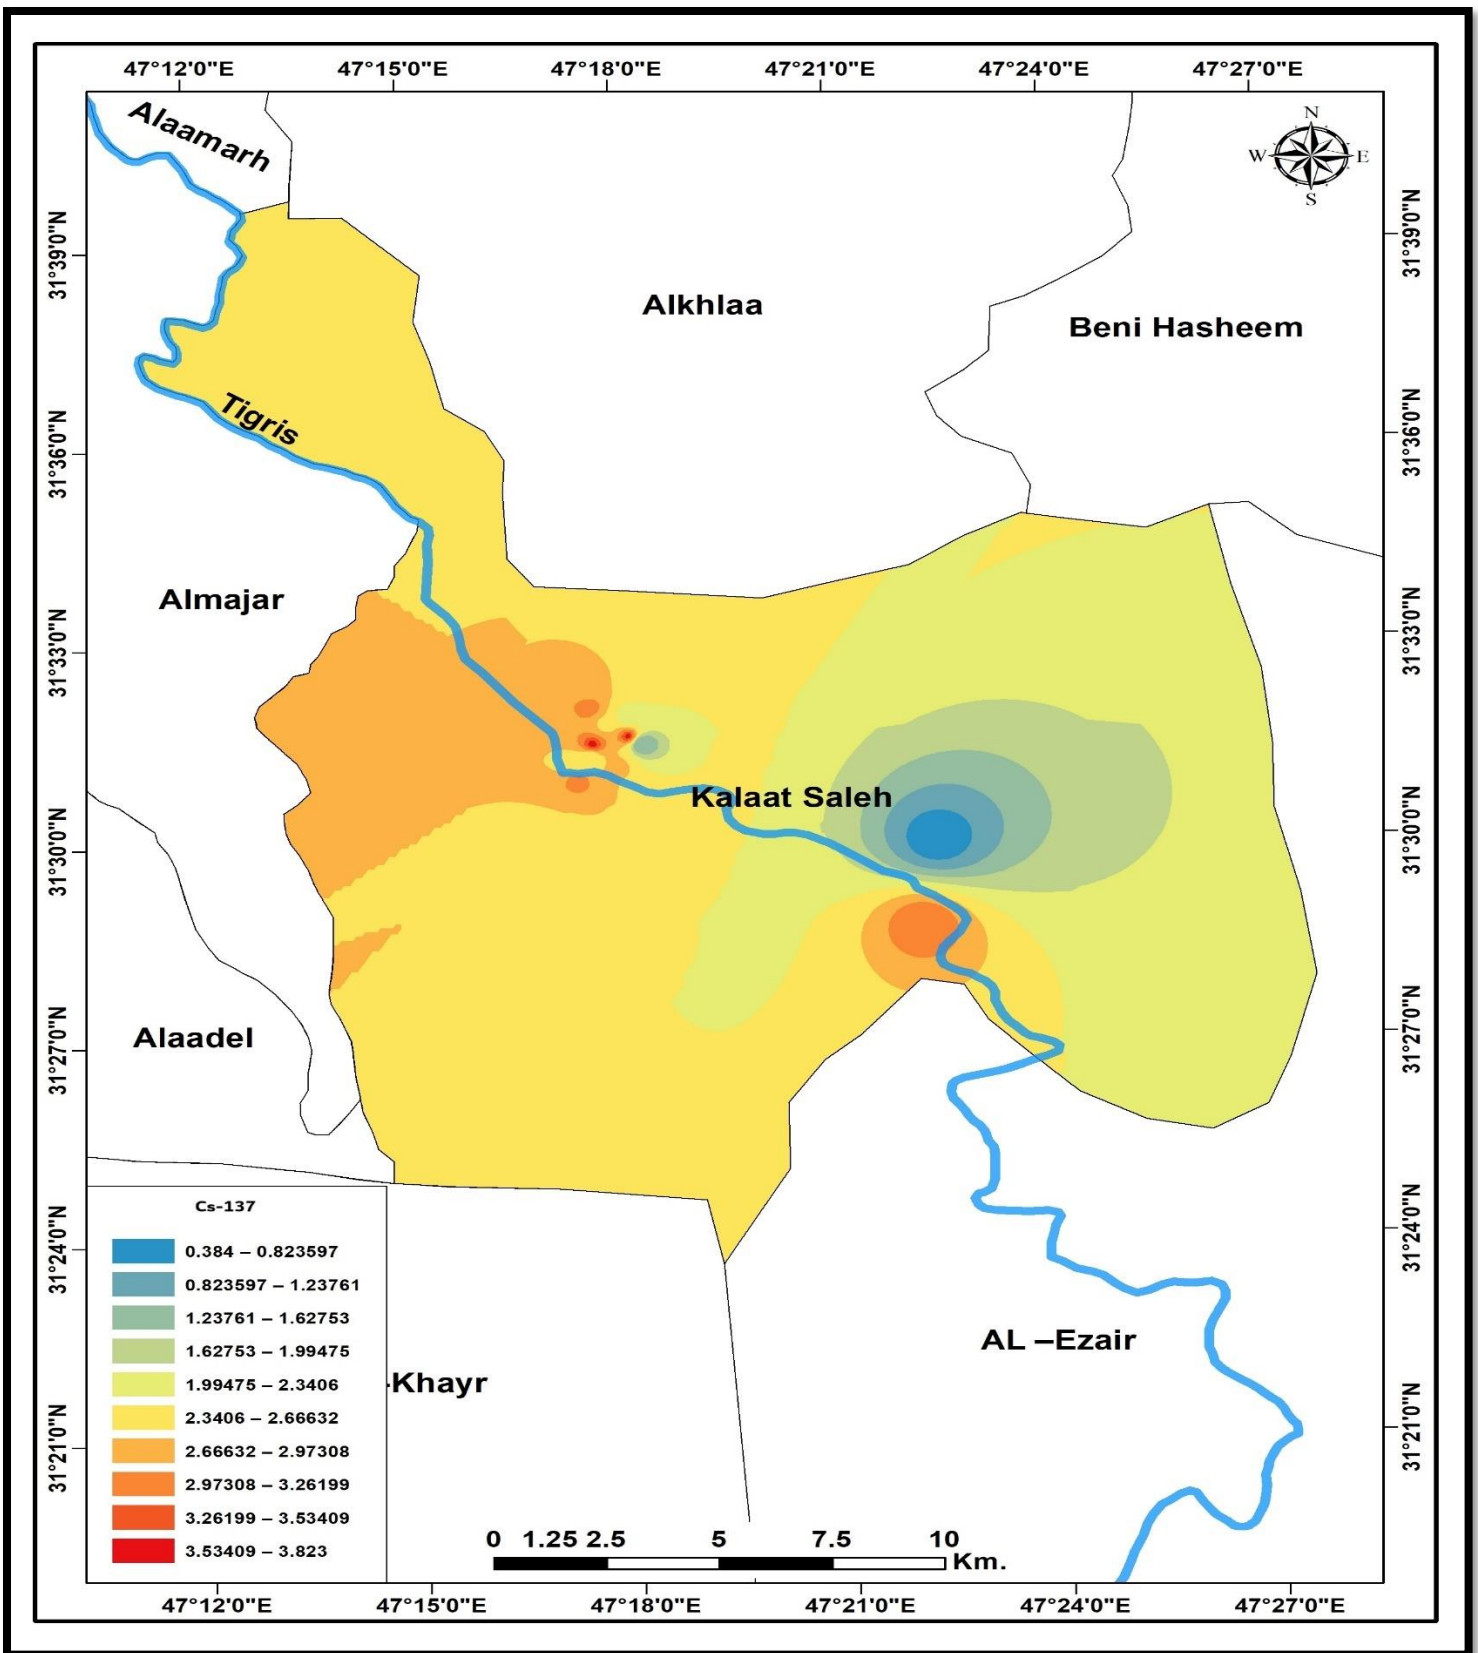 47°12'0"E 47°15'0"E 47°18'0"E 47°21'0"E 47°24'0"E 47°27'0"E
Alaamarh
N
W E
S
31°39'0"N 31°39'0"N
Alkhlaa
Beni Hasheem
Tigris
31°36'0"N 31°36'0"N
Almajar
31°33'0"N 31°33'0"N
Kalaat Saleh
31°30'0"N 31°30'0"N
Alaadel
31°27'0"N 31°27'0"N
31°24'0"N 31°24'0"N
Cs-137
0.384 – 0.823597
0.823597 – 1.23761
1.23761 – 1.62753
1.62753 – 1.99475
1.99475 – 2.3406
2.3406 – 2.66632
2.66632 – 2.97308
2.97308 – 3.26199
3.26199 – 3.53409
3.53409 – 3.823
AL –Ezair
-Khayr
31°21'0"N 31°21'0"N
0 1.25 2.5 5 7.5 10
Km.
47°12'0"E 47°15'0"E 47°18'0"E 47°21'0"E 47°24'0"E 47°27'0"E